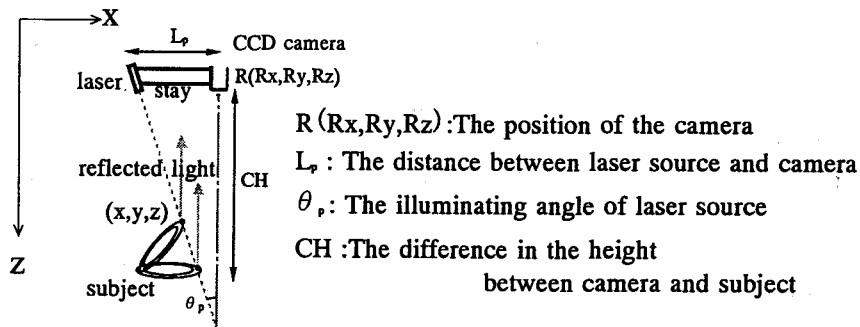 X
Lₚ
CCD camera
laser
stay
R(Rx,Ry,Rz)
R(Rx,Ry,Rz):The position of the camera
Lₚ : The distance between laser source and camera
reflected light
CH
θₚ: The illuminating angle of laser source
(x,y,z)
CH :The difference in the height
between camera and subject
Z
subject
θₚ